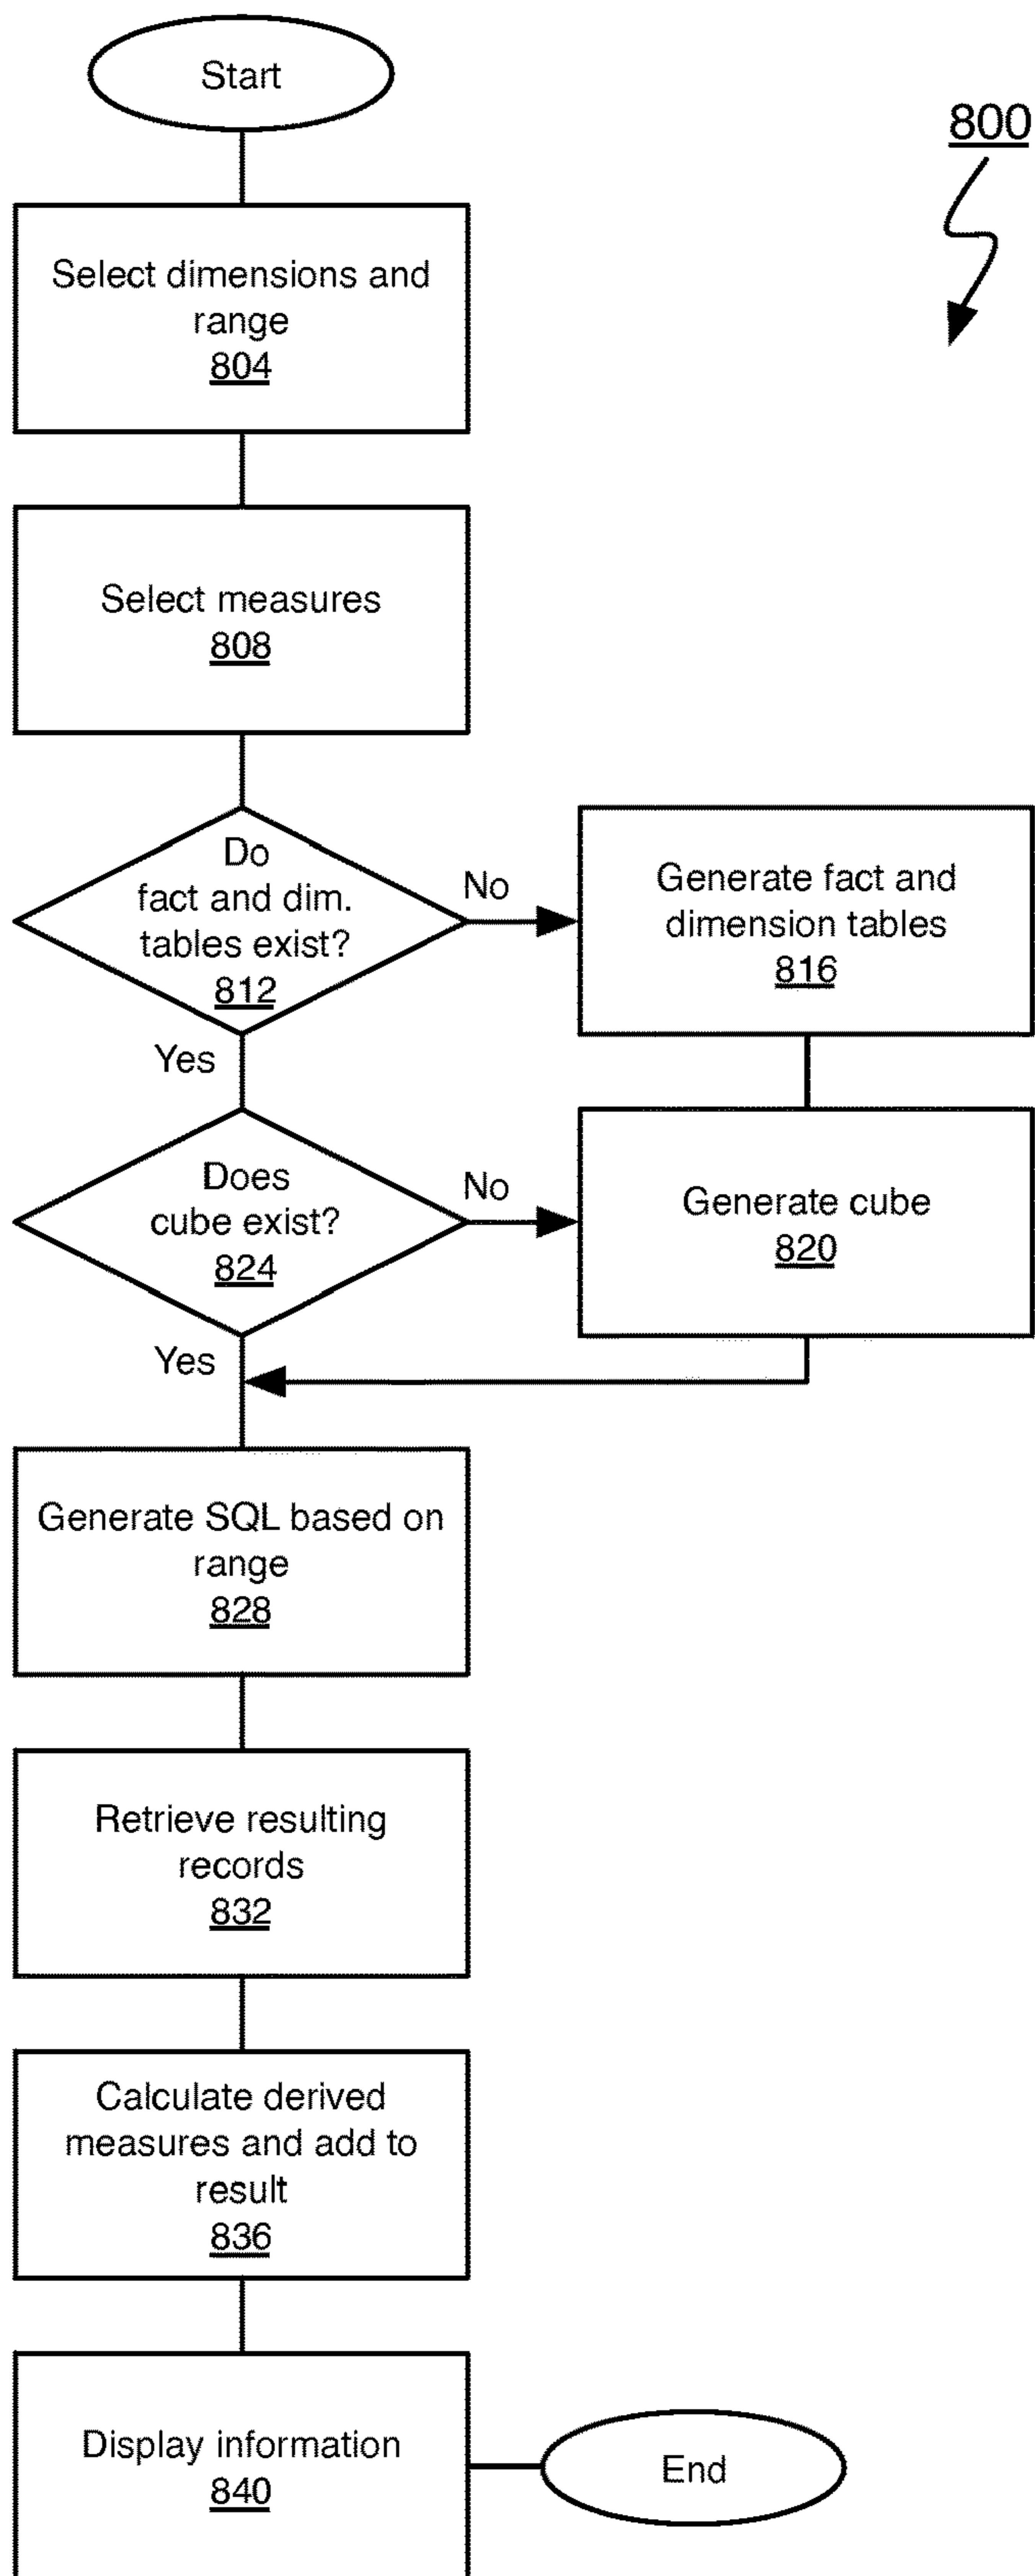 Start
800
Select dimensions and
range
804
Select measures
808
Do
fact and dim.
tables exist?
812
No
Generate fact and
dimension tables
816
Yes
Does
cube exist?
824
No
Generate cube
820
Yes
Generate SQL based on
range
828
Retrieve resulting
records
832
Calculate derived
measures and add to
result
836
Display information
840
End